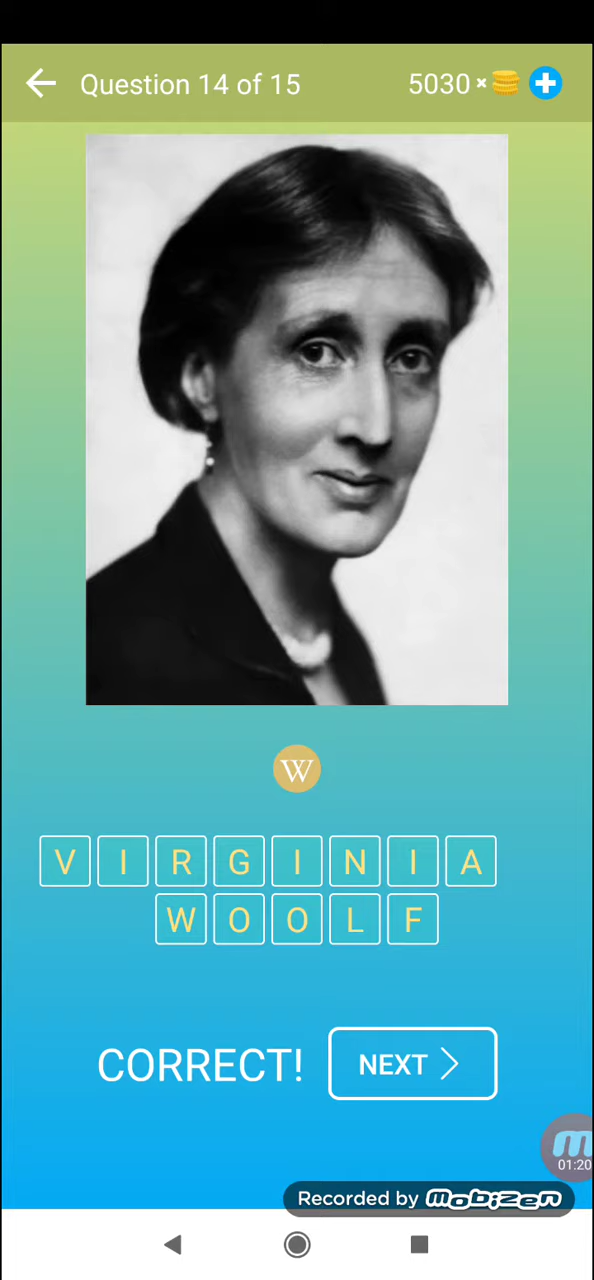 Question 14 of 15
5030 ×
W
VIRGINIA
WOOLF
CORRECT!
NEXT
m
01:20
Recorded by mobizen